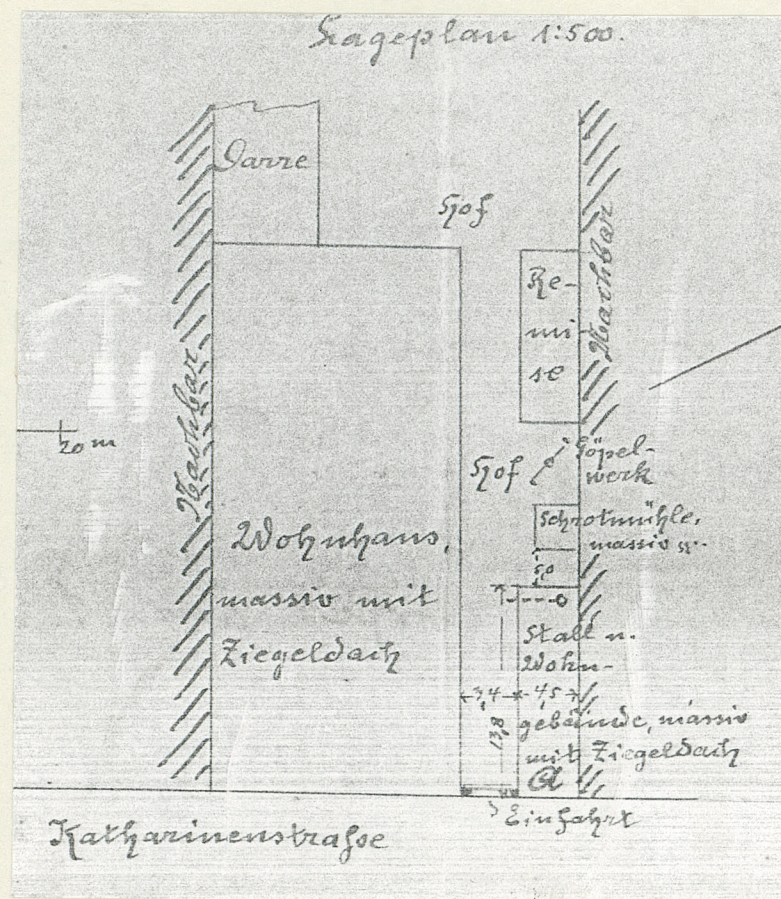 Lageplan 1:500.
Darre
Hof
Nachbar
Re-
mi
se
Nachbar
20 m
Hof
Göpel-
werk
Schrotmühle,
massiv
5,0
Wohnhaus,
massiv mit
Ziegeldach
Stall u.
Wohn-
3,4
4,5
13,8
gebäude, massiv
mit Ziegeldach
Einfahrt
Katharinenstraße